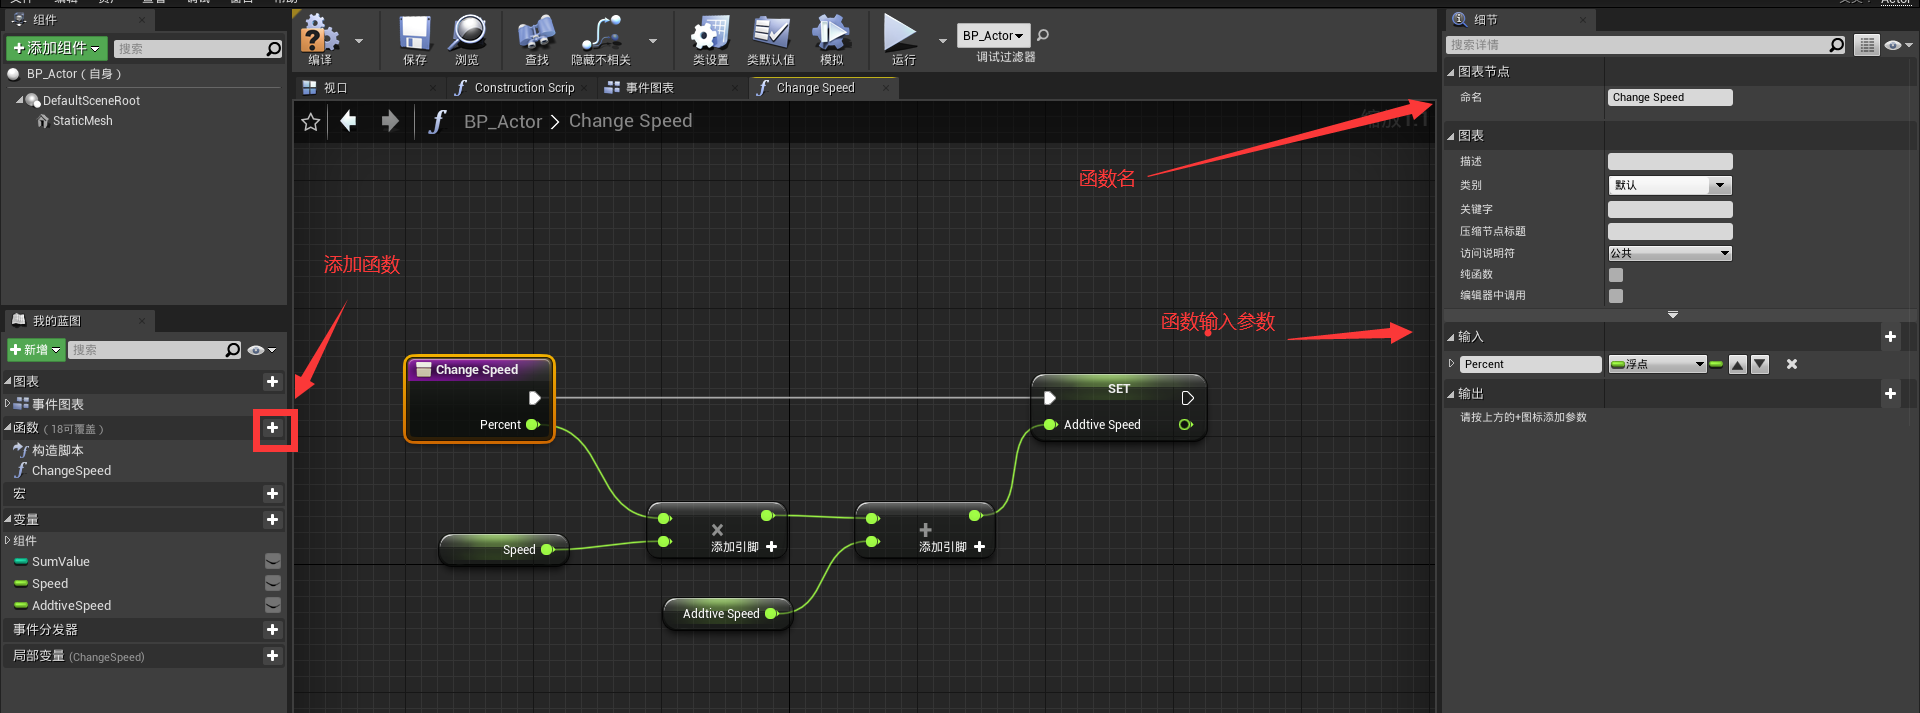 组件
添加组件
搜索
BP_Actor（自身）
DefaultSceneRoot
StaticMesh
我的蓝图
新增
搜索
图表
事件图表
函数（18可覆盖）
构造脚本
ChangeSpeed
宏
变量
组件
SumValue
Speed
AddtiveSpeed
事件分发器
局部变量 (ChangeSpeed)
编译
保存
浏览
查找
隐藏不相关
类设置
类默认值
模拟
运行
BP_Actor
调试过滤器
视口
Construction Scrip
事件图表
Change Speed
BP_Actor > Change Speed
函数名
添加函数
函数输入参数
Change Speed
Percent
SET
Addtive Speed
Speed
添加引脚
添加引脚
Addtive Speed
细节
搜索详情
图表节点
命名
Change Speed
图表
描述
类别
默认
关键字
压缩节点标题
访问说明符
公共
纯函数
编辑器中调用
输入
Percent
浮点
输出
请按上方的+图标添加参数